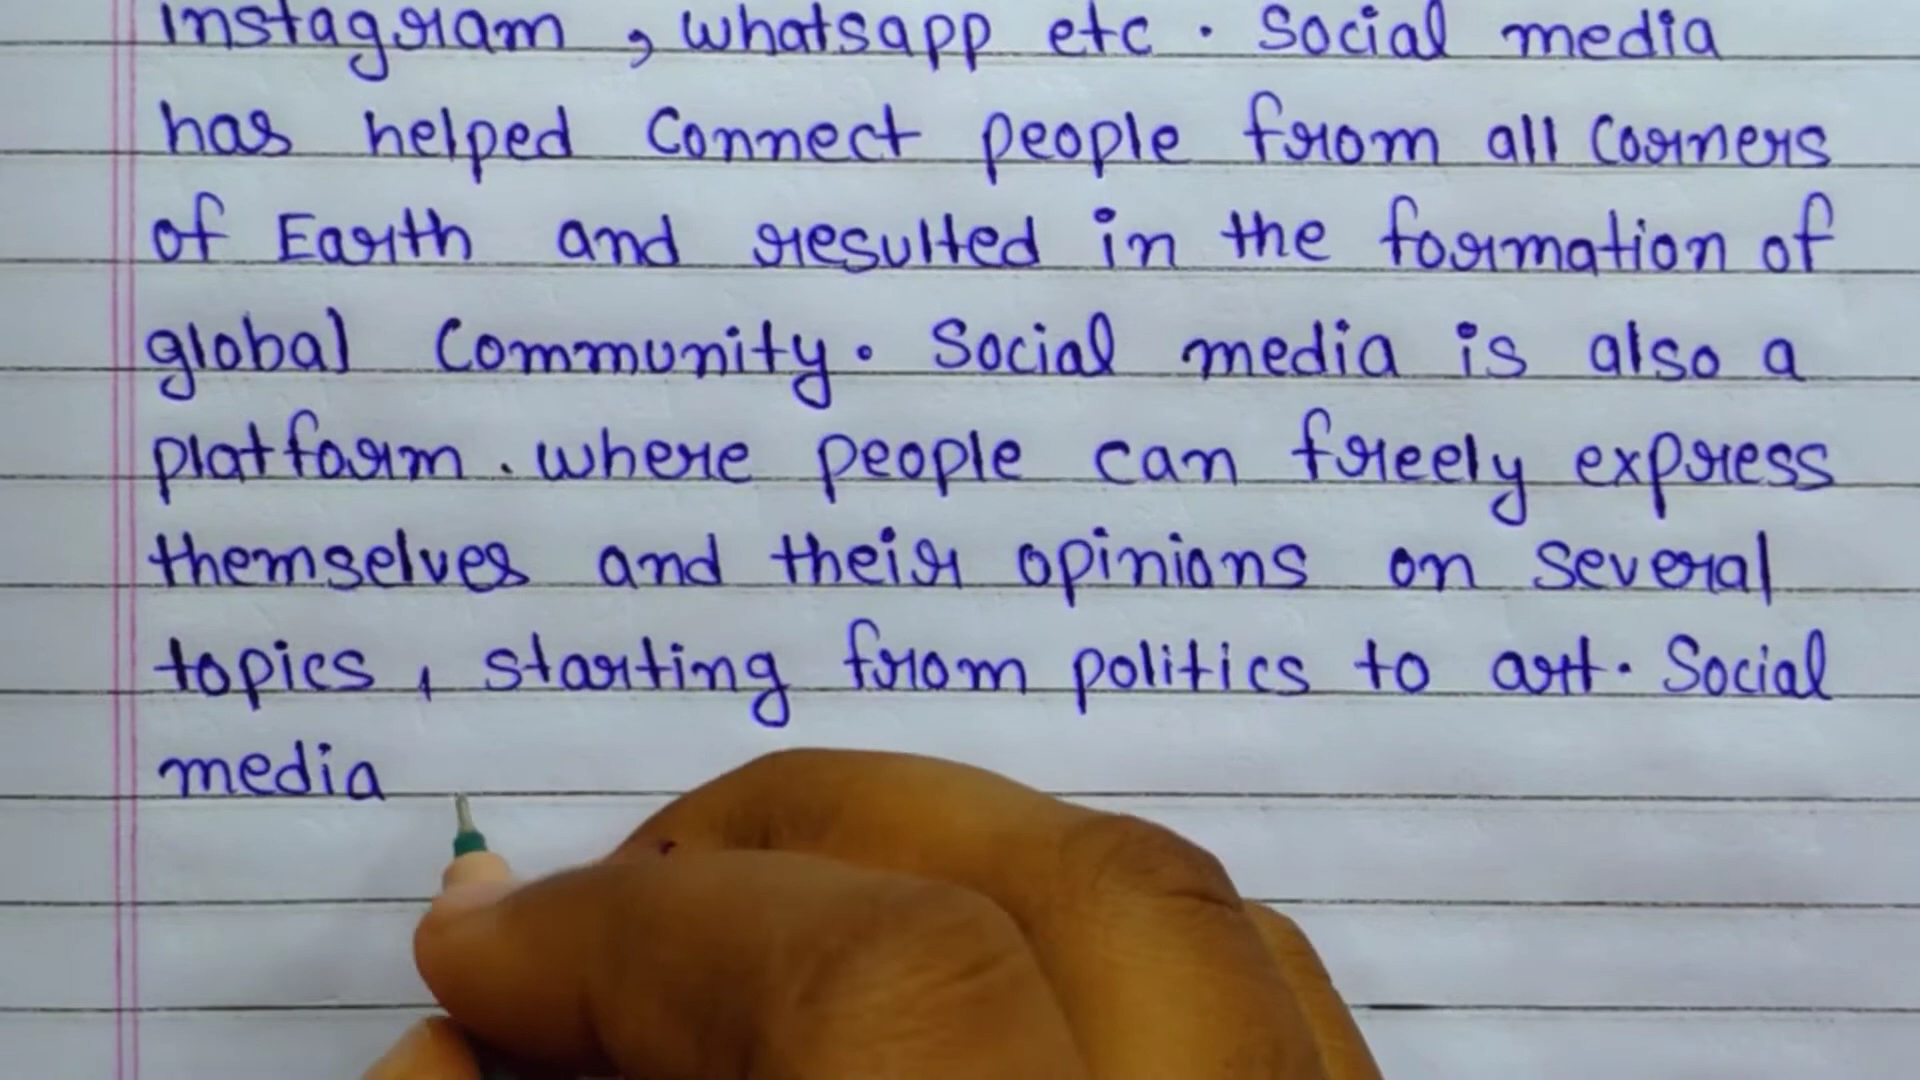 instagram , whatsapp etc . Social media
has helped Connect people from all Corners
of Earth and resulted in the formation of
global Community. Social media is also a
platform . where people can freely express
themselves and their opinions on several
topics , starting from politics to art. Social
media